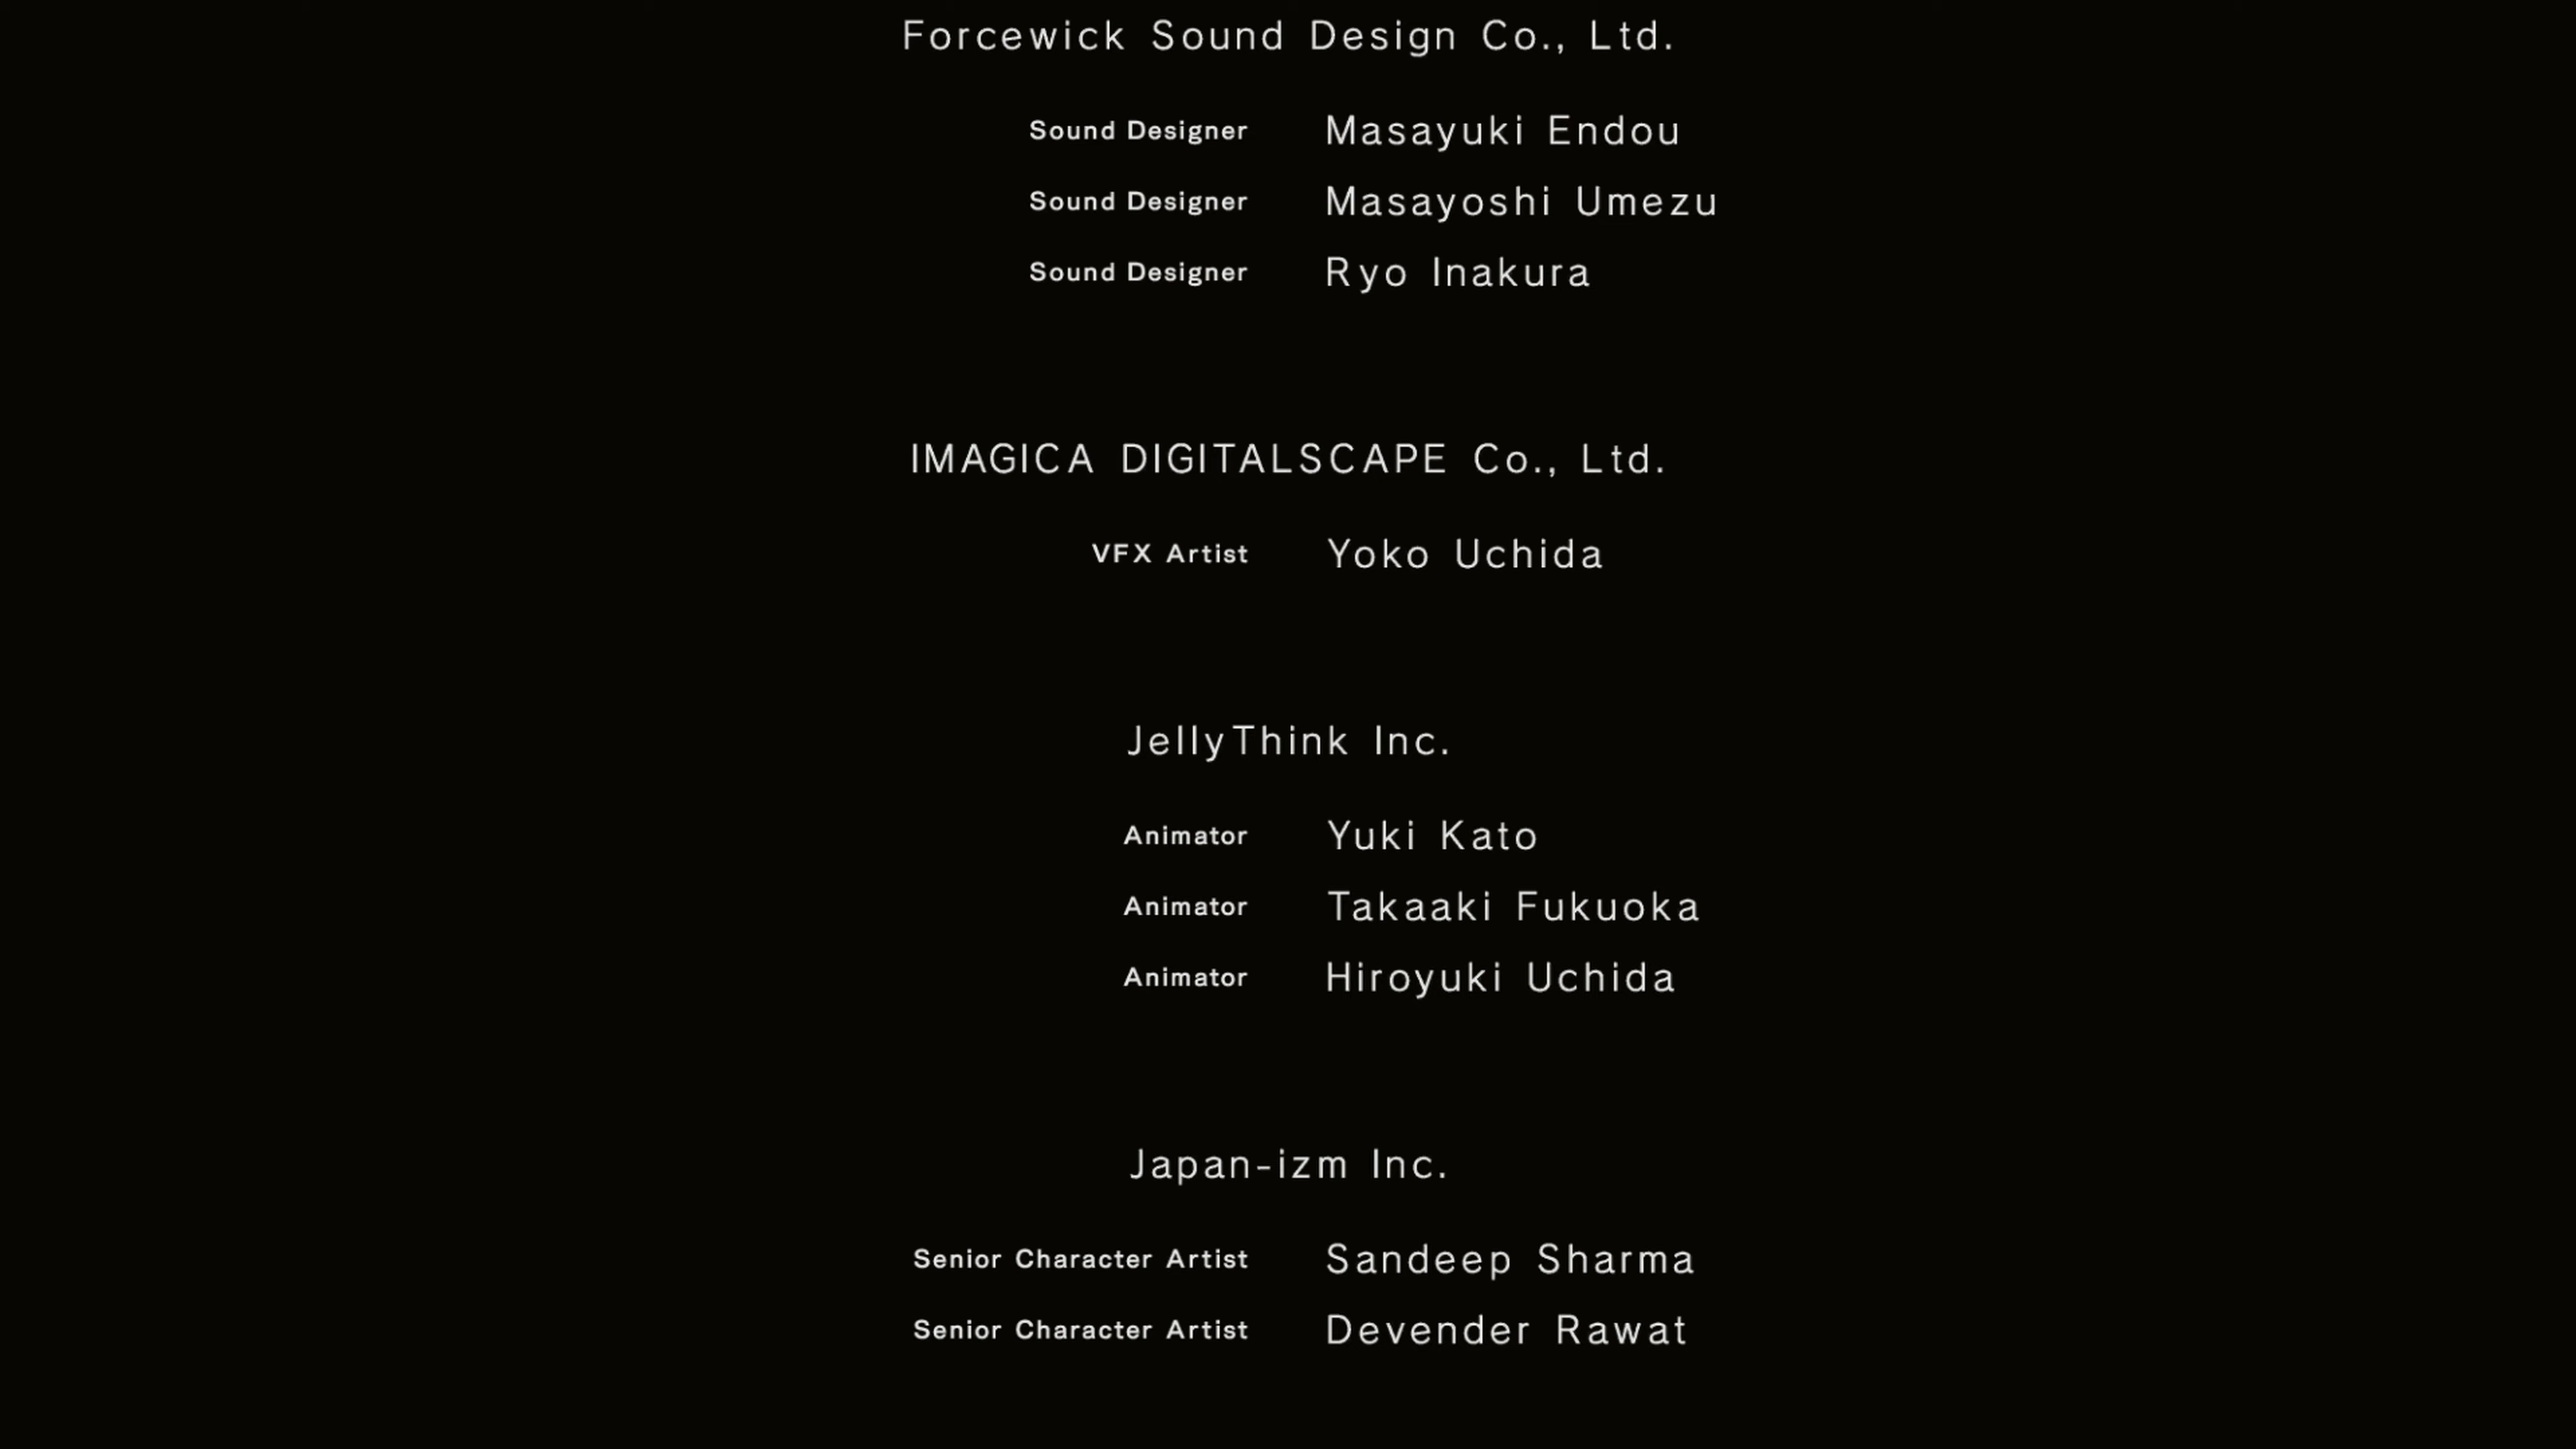 Forcewick Sound Design Co., Ltd.
Sound Designer Masayuki Endou
Sound Designer Masayoshi Umezu
Sound Designer Ryo Inakura
IMAGICA DIGITALSCAPE Co., Ltd.
VFX Artist Yoko Uchida
JellyThink Inc.
Animator Yuki Kato
Animator Takaaki Fukuoka
Animator Hiroyuki Uchida
Japan-izm Inc.
Senior Character Artist Sandeep Sharma
Senior Character Artist Devender Rawat